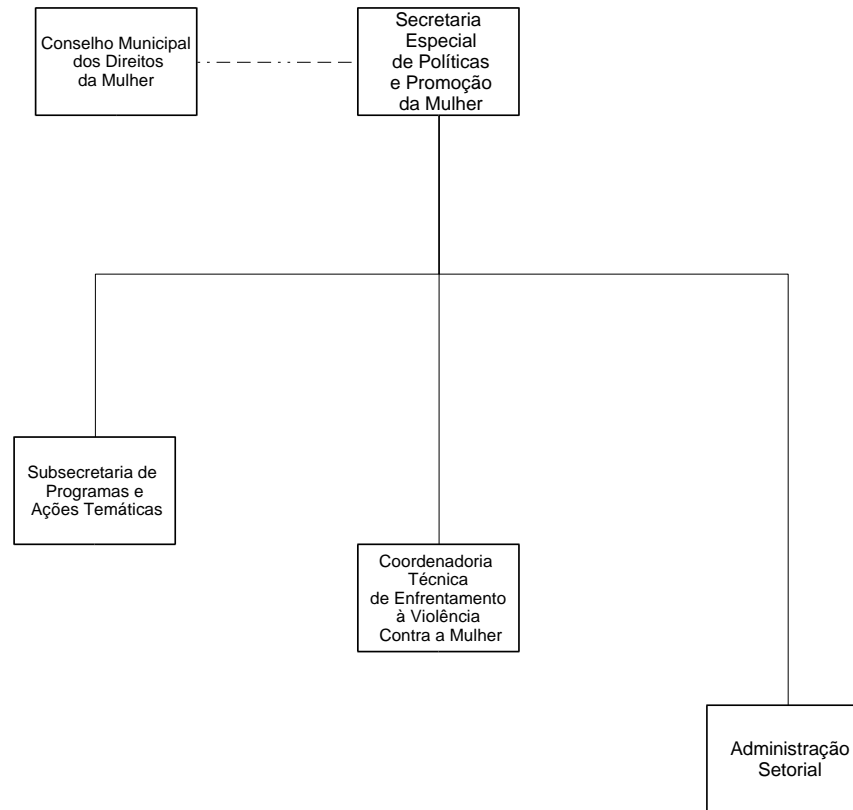 Conselho Municipal
dos Direitos
da Mulher
Secretaria
Especial
de Políticas
e Promoção
da Mulher
Subsecretaria de
Programas e
Ações Temáticas
Coordenadoria
Técnica
de Enfrentamento
à Violência
Contra a Mulher
Administração
Setorial